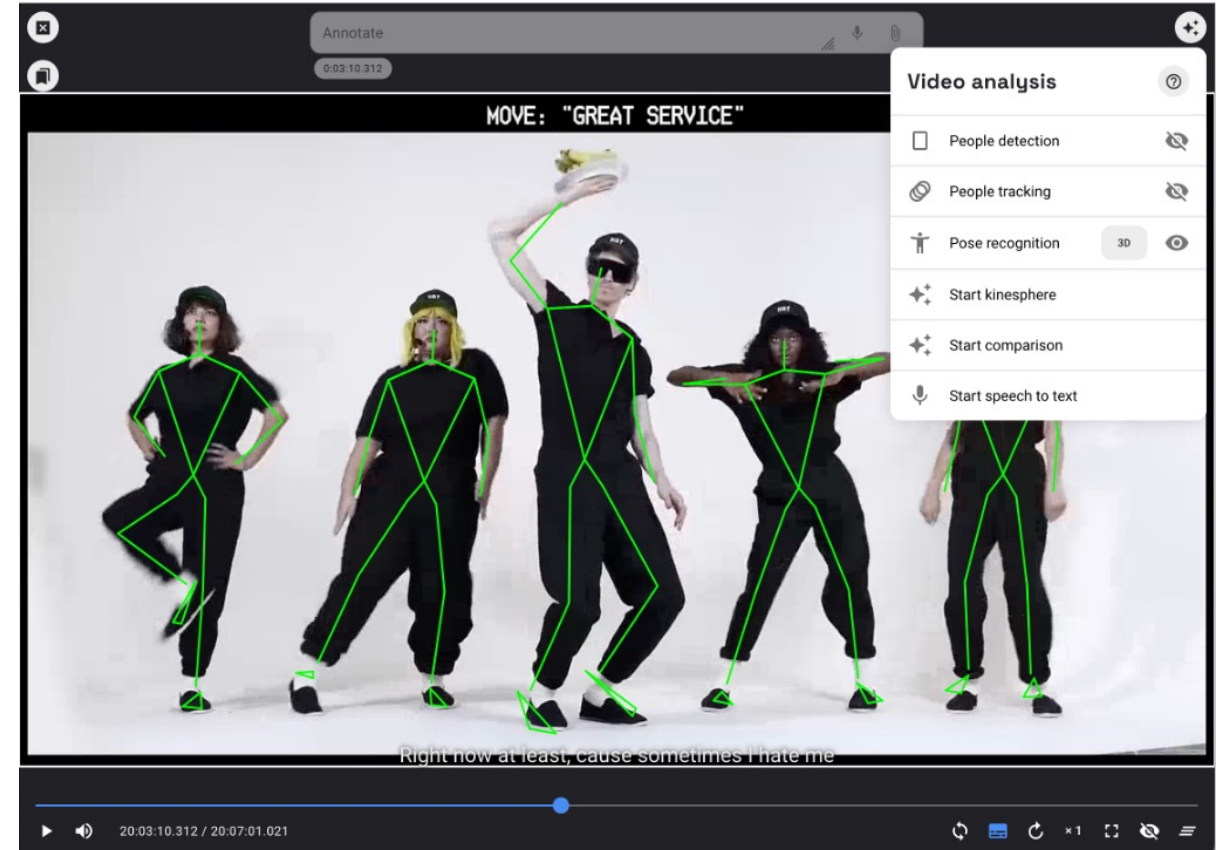 Annotate
0:03:10.312
Video analysis
People detection
People tracking
Pose recognition 3D
Start kinesphere
Start comparison
Start speech to text
MOVE: "GREAT SERVICE"
HOT
Right now at least, cause sometimes I hate me
20:03:10.312 / 20:07:01.021
×1